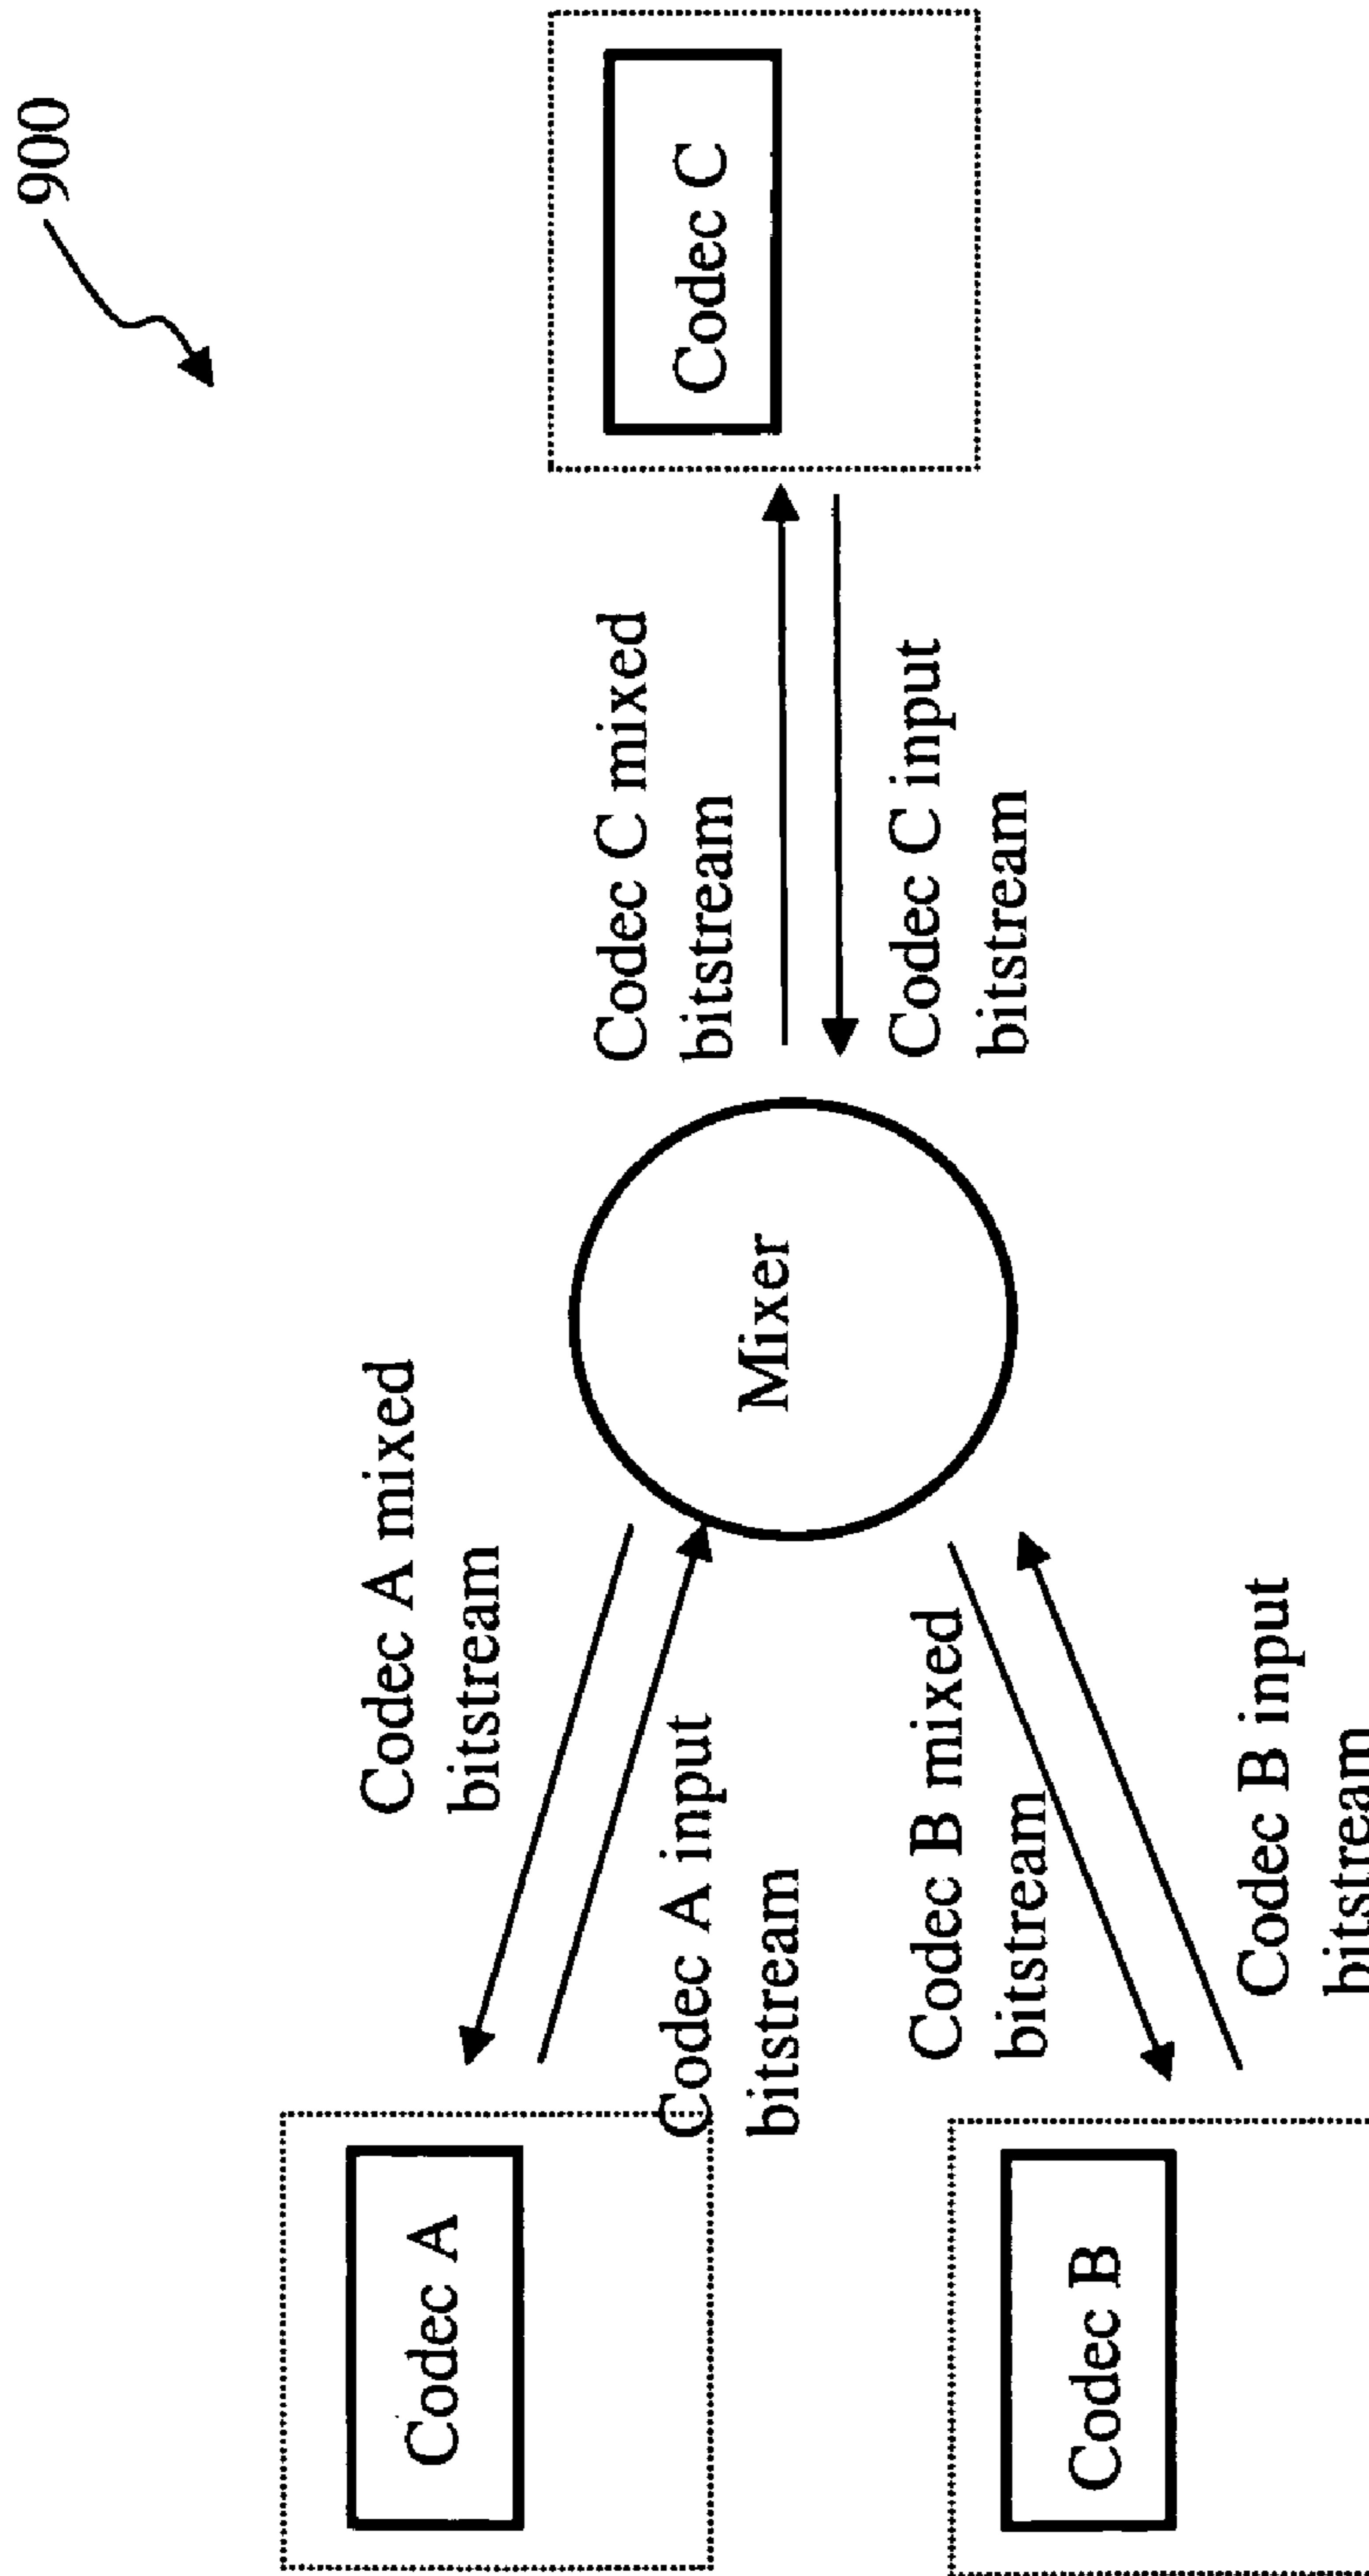 900
Codec A
Codec A mixed
bitstream
Codec A input
bitstream
Mixer
Codec C mixed
bitstream
Codec C input
bitstream
Codec C
Codec B
Codec B mixed
bitstream
Codec B input
bitstream